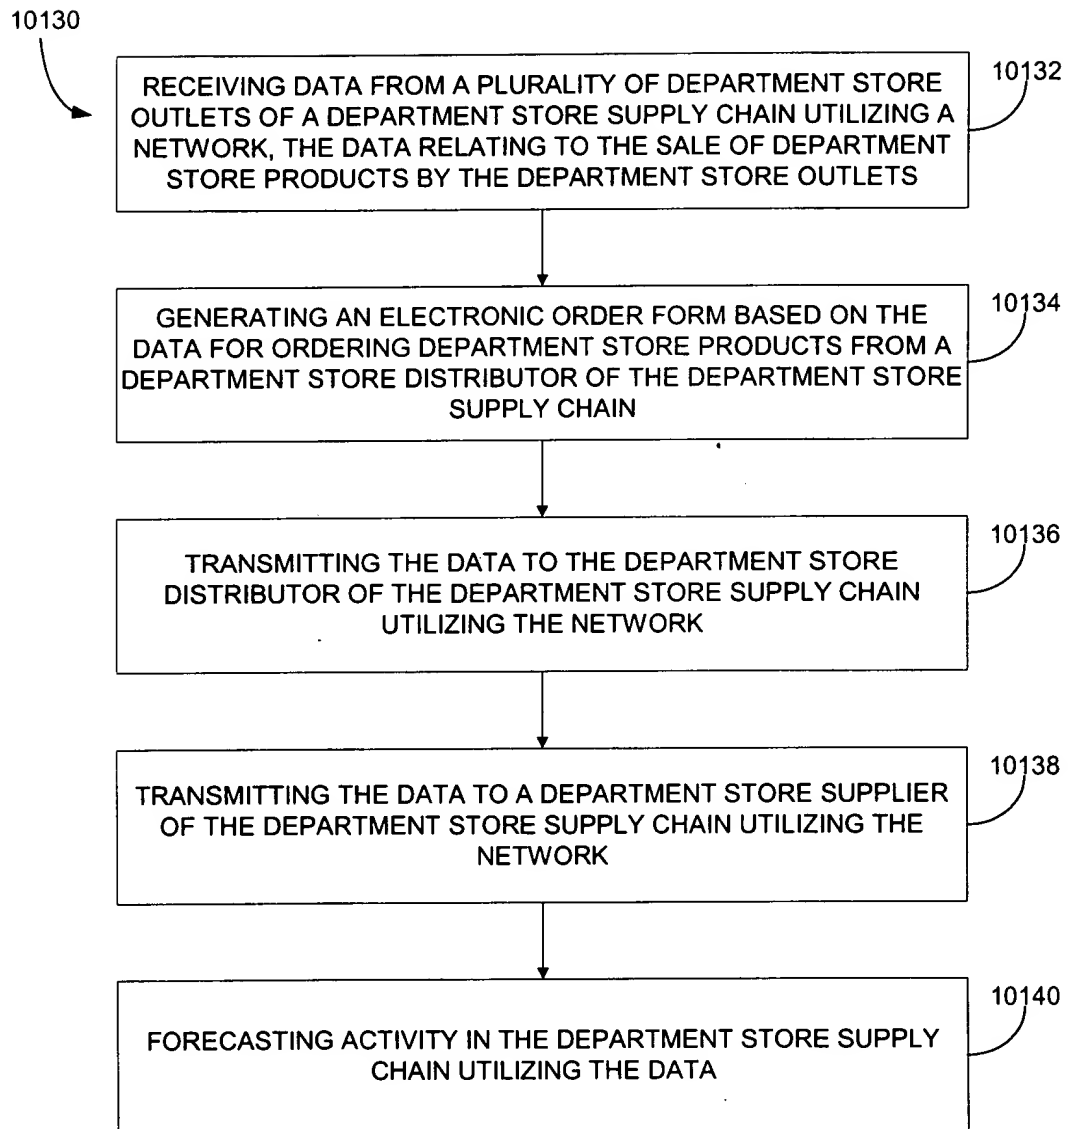 10130
RECEIVING DATA FROM A PLURALITY OF DEPARTMENT STORE
OUTLETS OF A DEPARTMENT STORE SUPPLY CHAIN UTILIZING A
NETWORK, THE DATA RELATING TO THE SALE OF DEPARTMENT
STORE PRODUCTS BY THE DEPARTMENT STORE OUTLETS
10132
GENERATING AN ELECTRONIC ORDER FORM BASED ON THE
DATA FOR ORDERING DEPARTMENT STORE PRODUCTS FROM A
DEPARTMENT STORE DISTRIBUTOR OF THE DEPARTMENT STORE
SUPPLY CHAIN
10134
TRANSMITTING THE DATA TO THE DEPARTMENT STORE
DISTRIBUTOR OF THE DEPARTMENT STORE SUPPLY CHAIN
UTILIZING THE NETWORK
10136
TRANSMITTING THE DATA TO A DEPARTMENT STORE SUPPLIER
OF THE DEPARTMENT STORE SUPPLY CHAIN UTILIZING THE
NETWORK
10138
FORECASTING ACTIVITY IN THE DEPARTMENT STORE SUPPLY
CHAIN UTILIZING THE DATA
10140